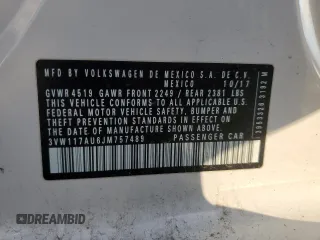 MFD BY VOLKSWAGEN DE MEXICO S.A. DE C.V.
MEXICO 10/17
GVWR 4519 GAWR FRONT 2249 / REAR 2381 LBS
THIS VEHICLE CONFORMS TO ALL APPLICABLE U.S.
FEDERAL MOTOR VEHICLE SAFETY, BUMPER AND
THEFT PREVENTION STANDARDS IN EFFECT ON THE
DATE OF MANUFACTURE SHOWN ABOVE
3VW117AU6JM757489 PASSENGER CAR
BIDHISTORY